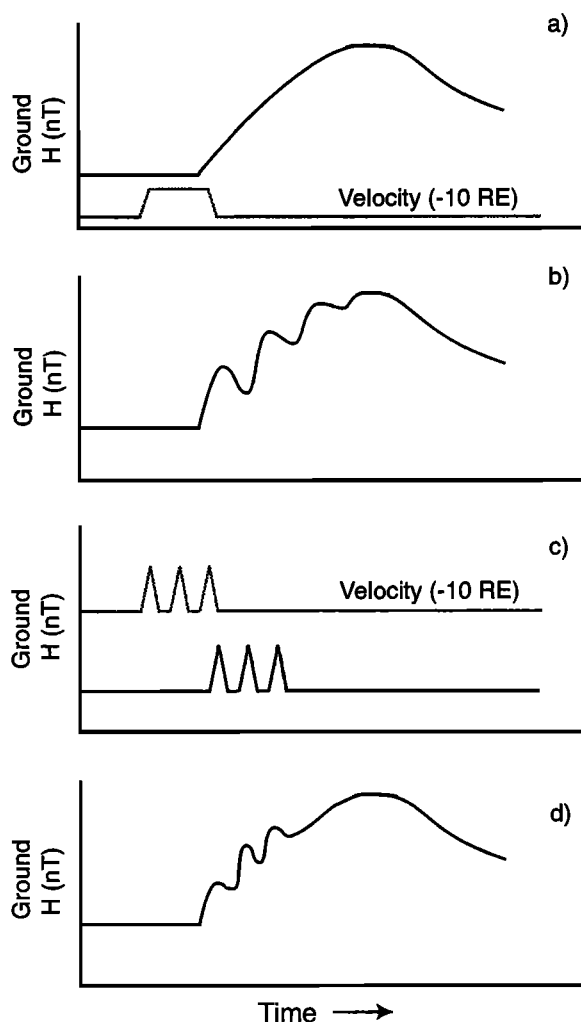 a)
Ground
H (nT)
Velocity (-10 RE)
b)
Ground
H (nT)
c)
Velocity (-10 RE)
Ground
H (nT)
d)
Ground
H (nT)
Time